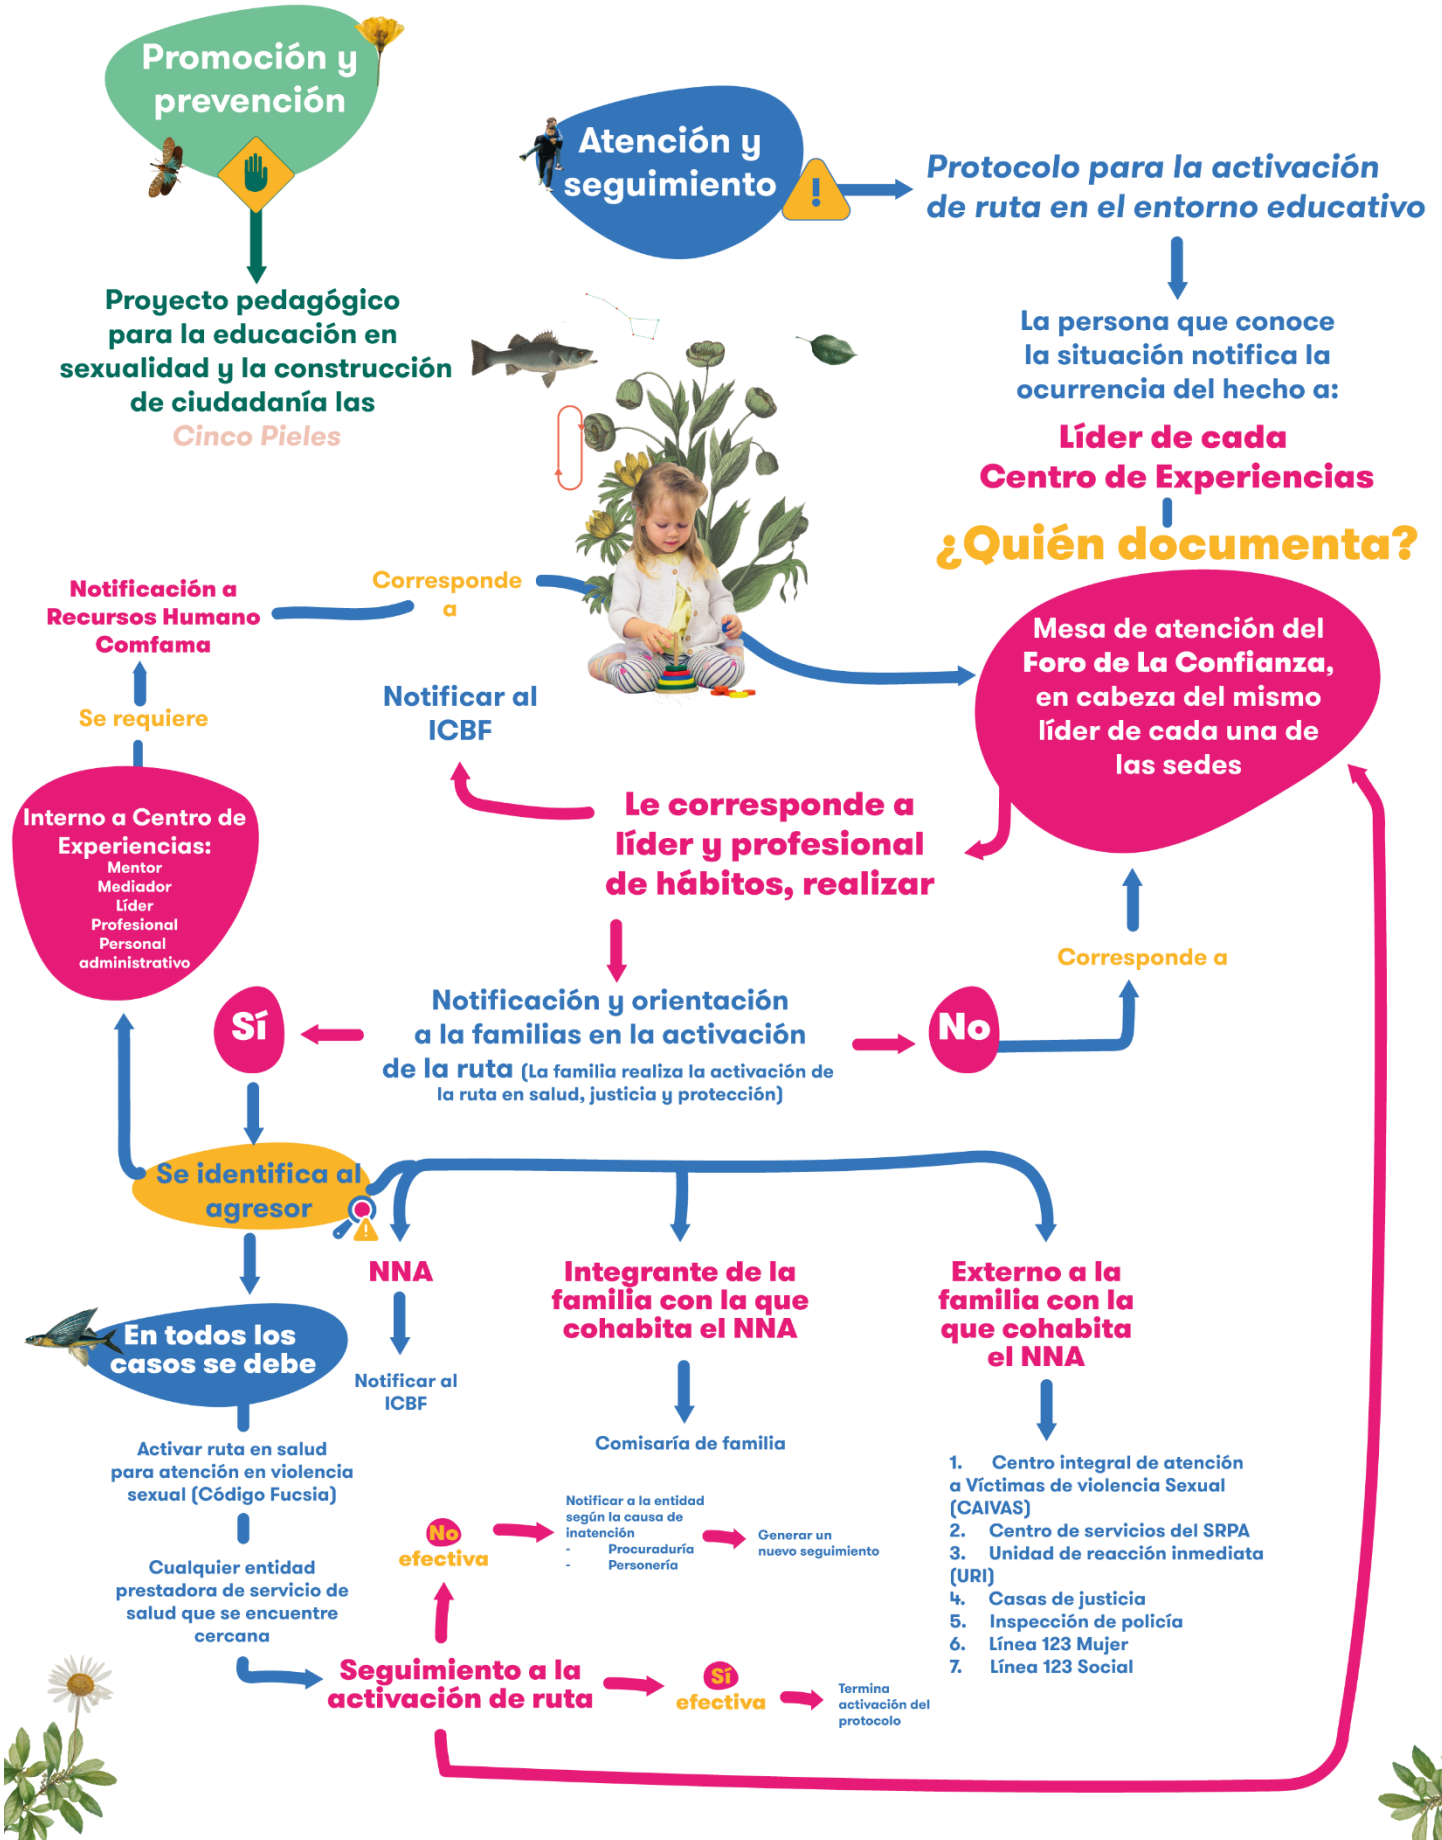 Promoción y
prevención
Proyecto pedagógico
para la educación en
sexualidad y la construcción
de ciudadanía las
Cinco Pieles
Atención y
seguimiento
!
Protocolo para la activación
de ruta en el entorno educativo
La persona que conoce
la situación notifica la
ocurrencia del hecho a:
Líder de cada
Centro de Experiencias
¿Quién documenta?
Mesa de atención del
Foro de La Confianza,
en cabeza del mismo
líder de cada una de
las sedes
Corresponde
a
Notificación a
Recursos Humano
Comfama
Se requiere
Interno a Centro de
Experiencias:
Mentor
Mediador
Líder
Profesional
Personal
administrativo
Notificar al
ICBF
Le corresponde a
líder y profesional
de hábitos, realizar
Corresponde a
Notificación y orientación
a la familias en la activación
de la ruta (La familia realiza la activación de
la ruta en salud, justicia y protección)
Sí
No
Se identifica al
agresor
!
En todos los
casos se debe
Activar ruta en salud
para atención en violencia
sexual (Código Fucsia)
Cualquier entidad
prestadora de servicio de
salud que se encuentre
cercana
NNA
Notificar al
ICBF
Integrante de la
familia con la que
cohabita el NNA
Comisaría de familia
Externo a la
familia con la
que cohabita
el NNA
1. Centro integral de atención
a Víctimas de violencia Sexual
(CAIVAS)
2. Centro de servicios del SRPA
3. Unidad de reacción inmediata
(URI)
4. Casas de justicia
5. Inspección de policía
6. Línea 123 Mujer
7. Línea 123 Social
Seguimiento a la
activación de ruta
No
efectiva
Notificar a la entidad
según la causa de
inatención
- Procuraduría
- Personería
Generar un
nuevo seguimiento
Sí
efectiva
Termina
activación del
protocolo